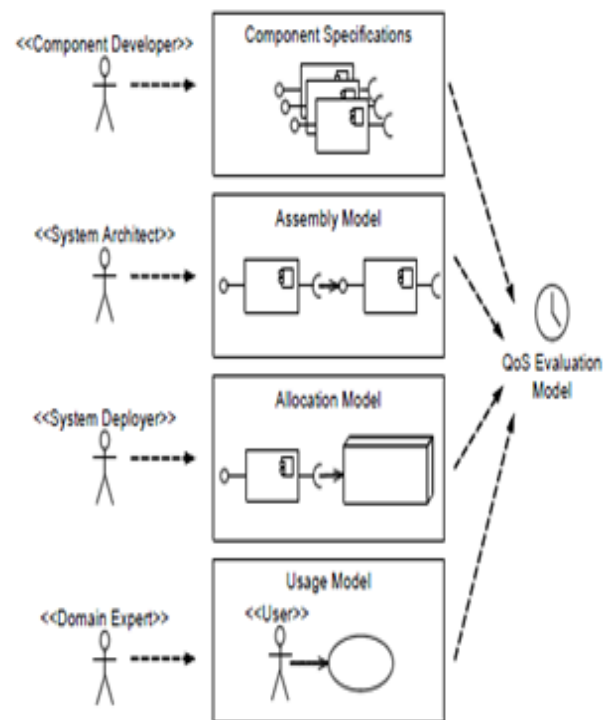 <<Component Developer>>
Component Specifications
<<System Architect>>
Assembly Model
QoS Evaluation
Model
<<System Deployer>>
Allocation Model
<<Domain Expert>>
Usage Model
<<User>>